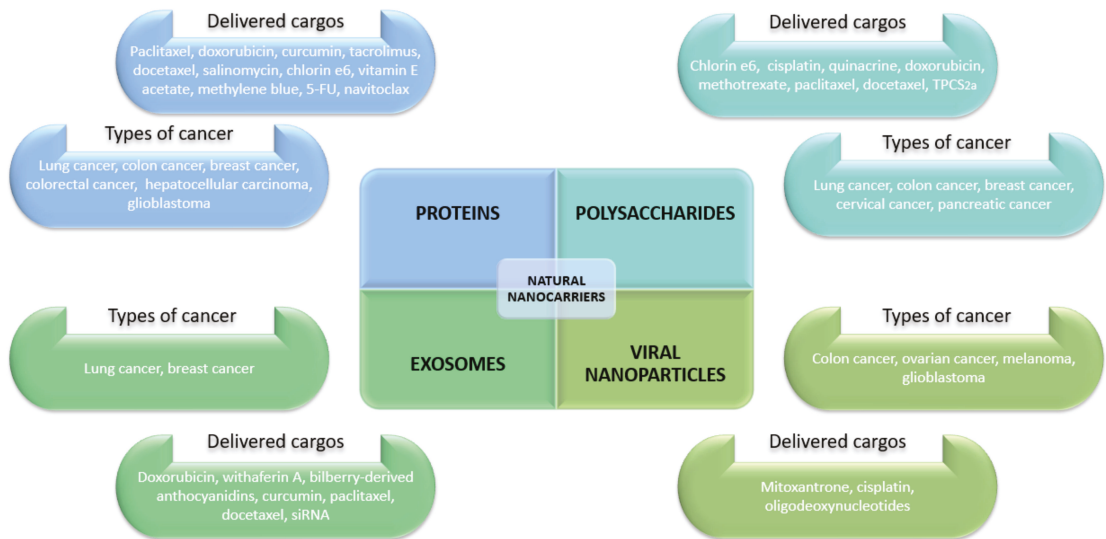 Delivered cargos
Paclitaxel, doxorubicin, curcumin, tacrolimus,
docetaxel, salinomycin, chlorin e6, vitamin E
acetate, methylene blue, 5-FU, navitoclax
Types of cancer
Lung cancer, colon cancer, breast cancer,
colorectal cancer, hepatocellular carcinoma,
glioblastoma
Delivered cargos
Chlorin e6, cisplatin, quinacrine, doxorubicin,
methotrexate, paclitaxel, docetaxel, TPCS2a
Types of cancer
Lung cancer, colon cancer, breast cancer,
cervical cancer, pancreatic cancer
PROTEINS
POLYSACCHARIDES
NATURAL
NANOCARRIERS
EXOSOMES
VIRAL
NANOPARTICLES
Types of cancer
Lung cancer, breast cancer
Delivered cargos
Doxorubicin, withaferin A, bilberry-derived
anthocyanidins, curcumin, paclitaxel,
docetaxel, siRNA
Types of cancer
Colon cancer, ovarian cancer, melanoma,
glioblastoma
Delivered cargos
Mitoxantrone, cisplatin,
oligodeoxynucleotides